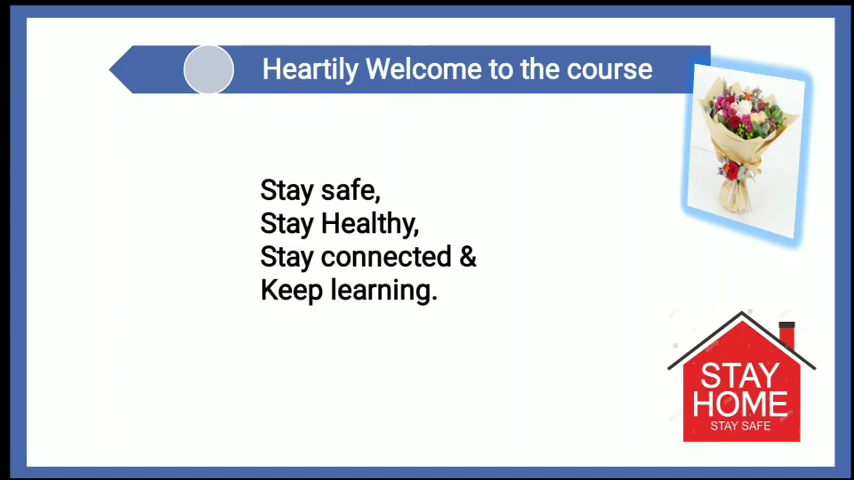 Heartily Welcome to the course
Stay safe,
Stay Healthy,
Stay connected &
Keep learning.
STAY
HOME
STAY SAFE